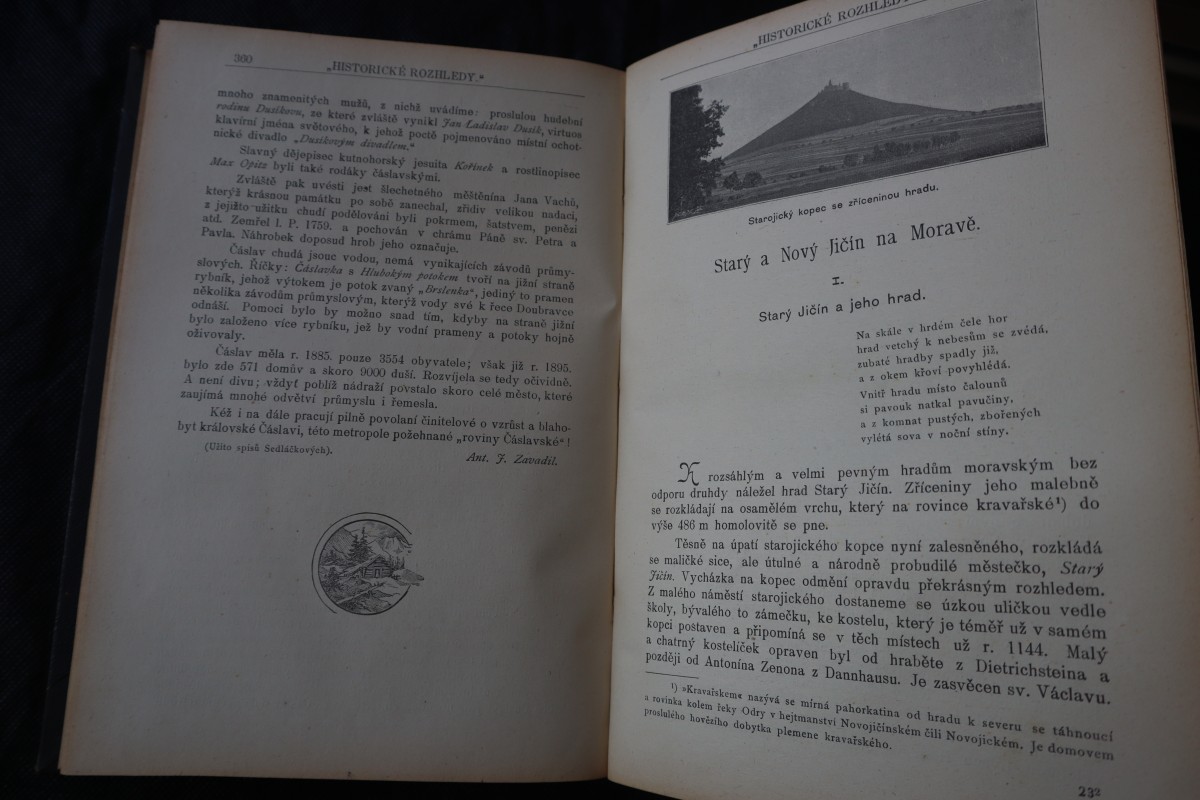 360
„HISTORICKÉ ROZHLEDY.“
mnoho znamenitých mužů, z nichž uvádíme: proslulou hudební
rodinu Dusíkovu, ze které zvláště vynikl Jan Ladislav Dusík, virtuos
klavírní jména světového, k jehož poctě pojmenováno místní ochot-
nické divadlo „Dusíkovým divadlem.“
Slavný dějepisec kutnohorský jesuita Kořínek a rostlinopisec
Max Opitz byli také rodáky čáslavskými.
Zvláště pak uvésti jest šlechetného měštěnína Jana Vachů,
kterýž krásnou památku po sobě zanechal, zřídiv velikou nadaci,
z jejíhožto užitku chudí podělováni byli pokrmem, šatstvem, penězi
atd. Zemřel l. P. 1759. a pochován v chrámu Páně sv. Petra a
Pavla. Náhrobek doposud hrob jeho označuje.
Čáslav chudá jsouc vodou, nemá vynikajících závodů průmy-
slových. Říčky: Čáslavka s Hlubokým potokem tvoří na jižní straně
rybník, jehož výtokem je potok zvaný „Brslenka“, jediný to pramen
několika závodům průmyslovým, kterýž vody své k řece Doubravce
odnáší. Pomoci bylo by možno snad tím, kdyby na straně jižní
bylo založeno více rybníku, jež by vodní prameny a potoky hojně
oživovaly.
Čáslav měla r. 1885. pouze 3554 obyvatele; však již r. 1895.
bylo zde 571 domův a skoro 9000 duší. Rozvíjela se tedy očividně.
A není divu; vždyť poblíž nádraží povstalo skoro celé město, které
zaujímá mnohé odvětví průmyslu i řemesla.
Kéž i na dále pracují pilně povolaní činitelové o vzrůst a blaho-
byt královské Čáslavi, této metropole požehnané „roviny Čáslavské“!
(Užito spisů Sedláčkových).
Ant. J. Zavadil.
„HISTORICKÉ ROZHLEDY
Starojický kopec se zříceninou hradu.
Starý a Nový Jičín na Moravě.
I.
Starý Jičín a jeho hrad.
Na skále v hrdém čele hor
hrad vetchý k nebesům se zvédá,
zubaté hradby spadly již,
a z okem křoví povyhlédá.
Vnitř hradu místo čalounů
si pavouk natkal pavučiny,
a z komnat pustých, zbořených
vylétá sova v noční stíny.
K rozsáhlým a velmi pevným hradům moravským bez
odporu druhdy náležel hrad Starý Jičín. Zříceniny jeho malebně
se rozkládají na osamělém vrchu, který na rovince kravařské¹) do
výše 486 m homolovitě se pne.
Těsně na úpatí starojického kopce nyní zalesněného, rozkládá
se maličké sice, ale útulné a národně probudilé městečko, Starý
Jičín. Vycházka na kopec odmění opravdu překrásným rozhledem.
Z malého náměstí starojického dostaneme se úzkou uličkou vedle
školy, bývalého to zámečku, ke kostelu, který je téměř už v samém
kopci postaven a připomíná se v těch místech už r. 1144. Malý
a chatrný kostelíček opraven byl od hraběte z Dietrichsteina a
později od Antonína Zenona z Dannhausu. Je zasvěcen sv. Václavu.
¹) »Kravařskem« nazývá se mírná pahorkatina od hradu k severu se táhnoucí
a rovinka kolem řeky Odry v hejtmanství Novojičínském čili Novojickém. Je domovem
proslulého hovězího dobytka plemene kravařského.
232